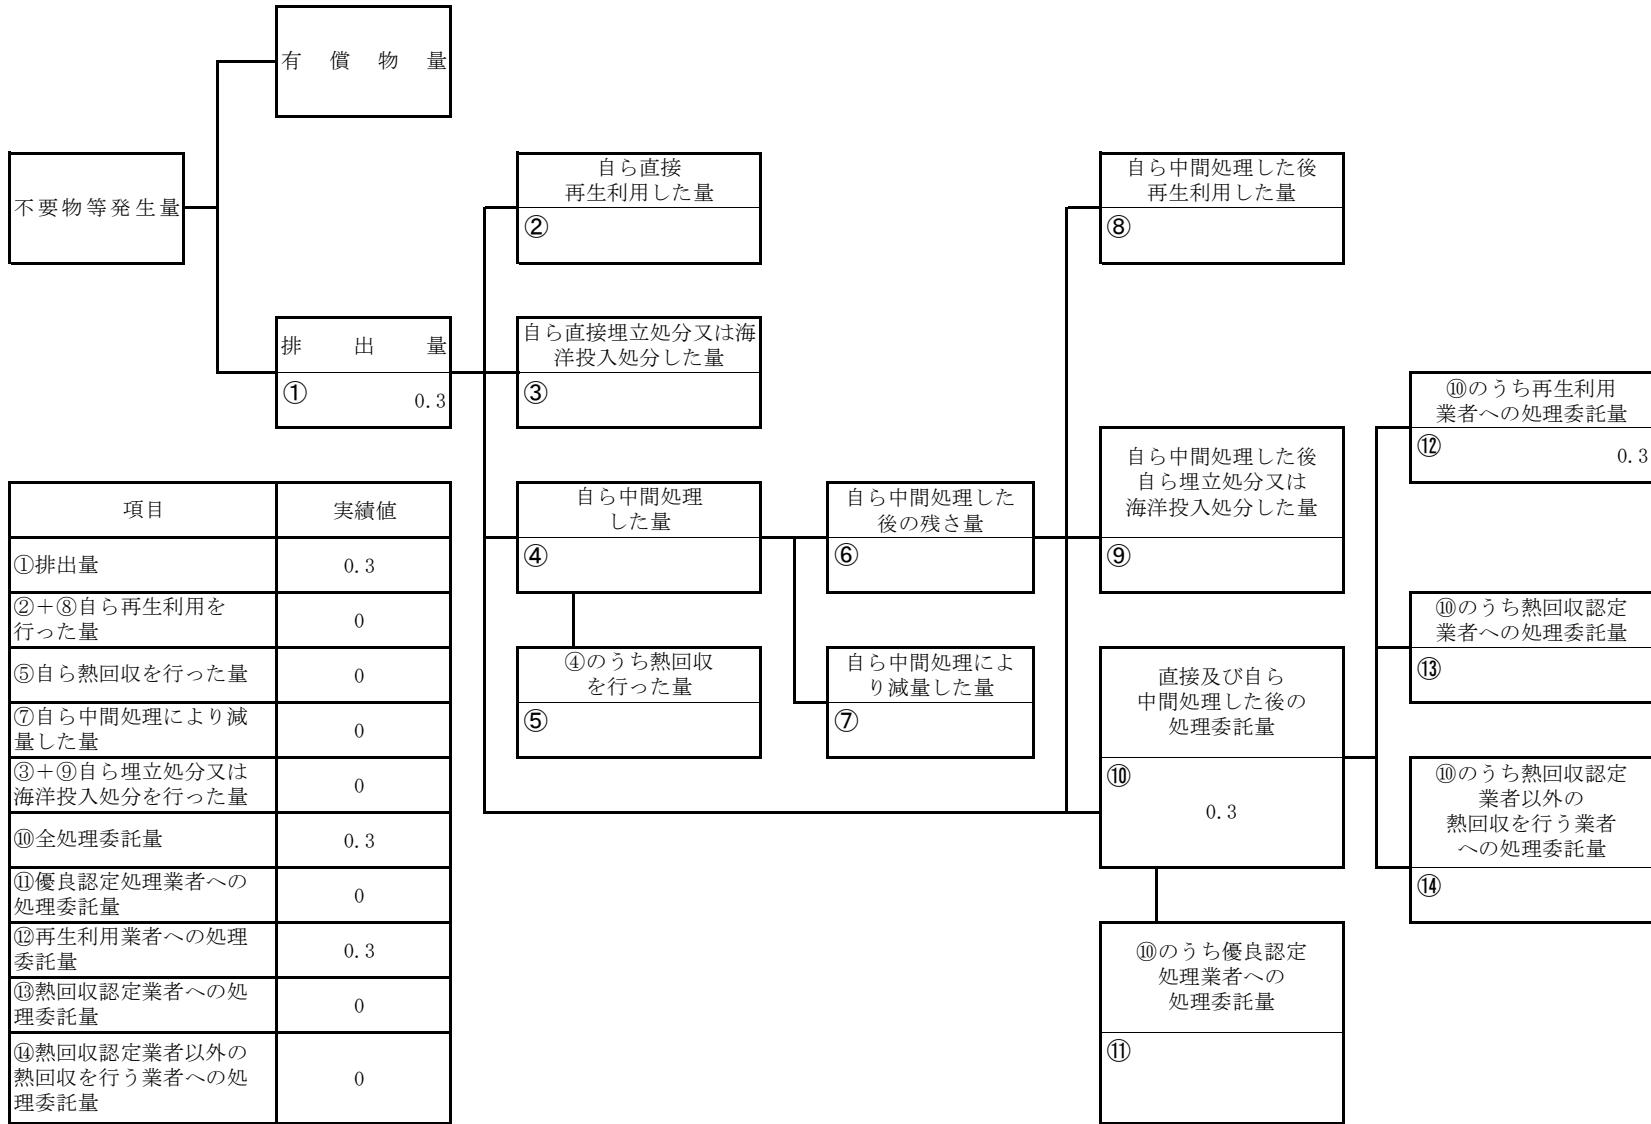 有償物量
不要物等発生量
自ら直接
再生利用した量
②
自ら中間処理した後
再生利用した量
⑧
排出量
①
0.3
自ら直接埋立処分又は海
洋投入処分した量
③
⑩のうち再生利用
業者への処理委託量
⑫
0.3
自ら中間処理した後
自ら埋立処分又は
海洋投入処分した量
⑨
自ら中間処理
した量
④
自ら中間処理した
後の残さ量
⑥
⑩のうち熱回収認定
業者への処理委託量
⑬
④のうち熱回収
を行った量
⑤
自ら中間処理によ
り減量した量
⑦
直接及び自ら
中間処理した後の
処理委託量
⑩
0.3
⑩のうち熱回収認定
業者以外の
熱回収を行う業者
への処理委託量
⑭
⑩のうち優良認定
処理業者への
処理委託量
⑪
項目 実績値
①排出量 0.3
②+⑧自ら再生利用を
行った量 0
⑤自ら熱回収を行った量 0
⑦自ら中間処理により減
量した量 0
③+⑨自ら埋立処分又は
海洋投入処分を行った量 0
⑩全処理委託量 0.3
⑪優良認定処理業者への
処理委託量 0
⑫再生利用業者への処理
委託量 0.3
⑬熱回収認定業者への処
理委託量 0
⑭熱回収認定業者以外の
熱回収を行う業者への処
理委託量 0